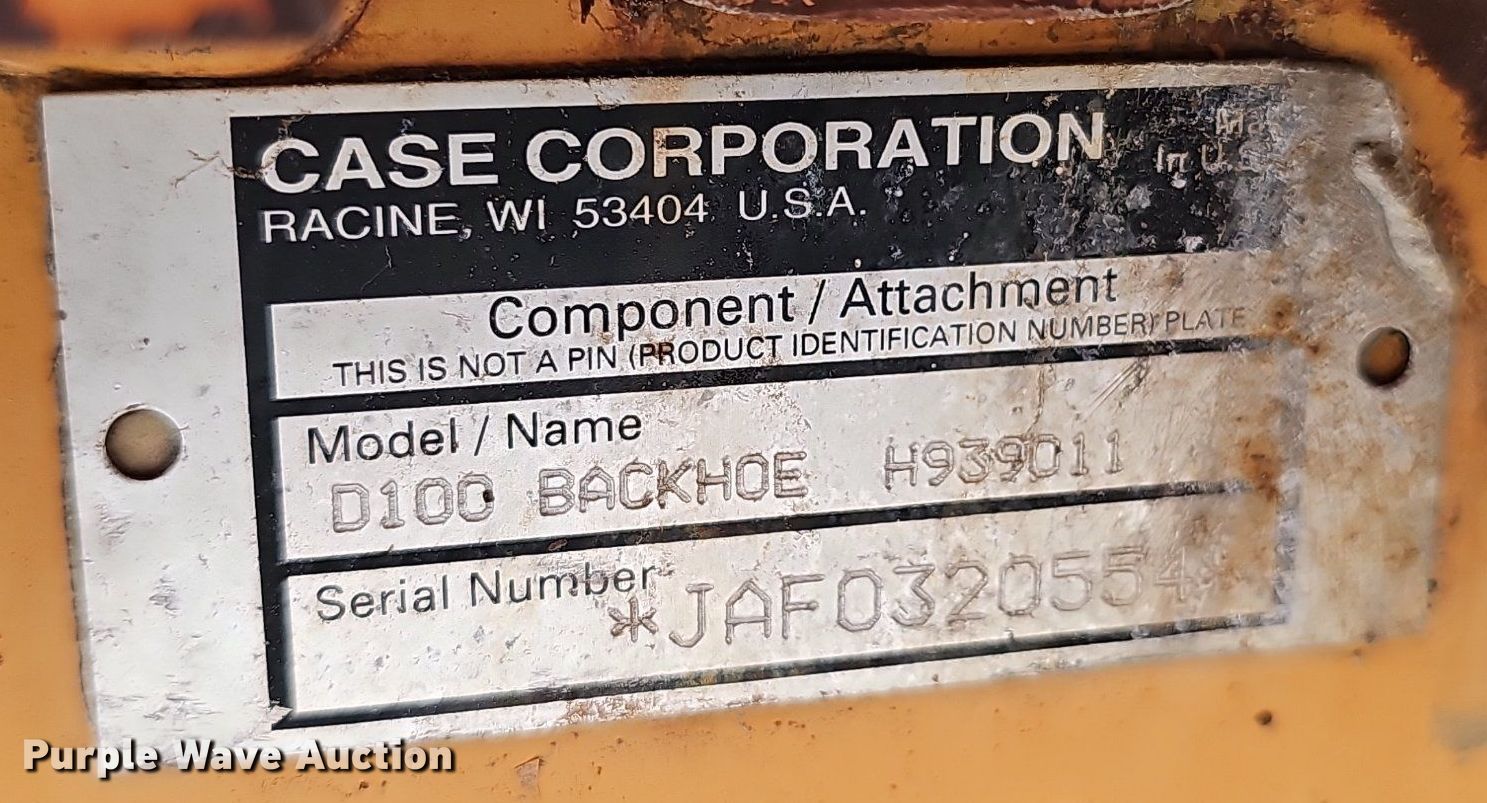 CASE CORPORATION
RACINE, WI 53404 U.S.A.
In U.S.
Component / Attachment
THIS IS NOT A PIN (PRODUCT IDENTIFICATION NUMBER) PLATE
Model / Name
D100 BACKHOE H939011
Serial Number
*JAF0320554*
Purple Wave Auction